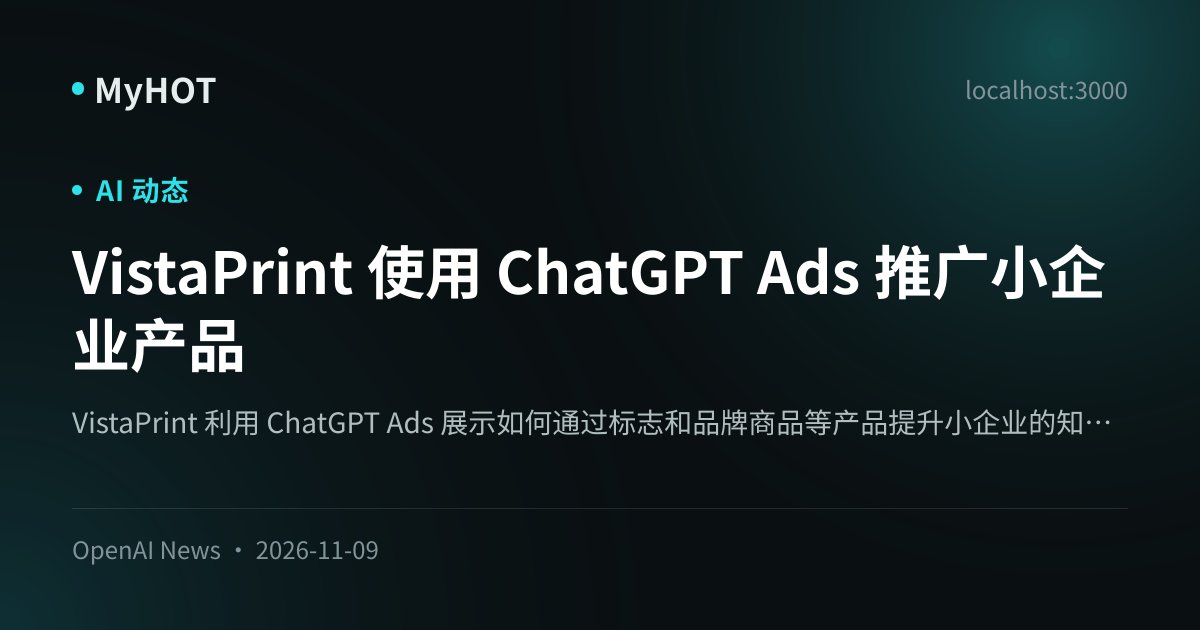 MyHOT
localhost:3000
AI 动态
VistaPrint 使用 ChatGPT Ads 推广小企
业产品
VistaPrint 利用 ChatGPT Ads 展示如何通过标志和品牌商品等产品提升小企业的知…
OpenAI News • 2026-11-09